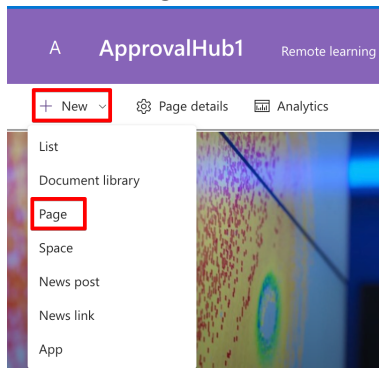 A ApprovalHub1 Remote learning
+ New Page details Analytics
List
Document library
Page
Space
News post
News link
App